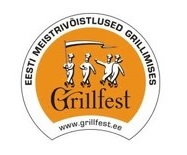 EESTI MEISTRIVÕISTLUSED GRILLIMISES
Grillfest
www.grillfest.ee